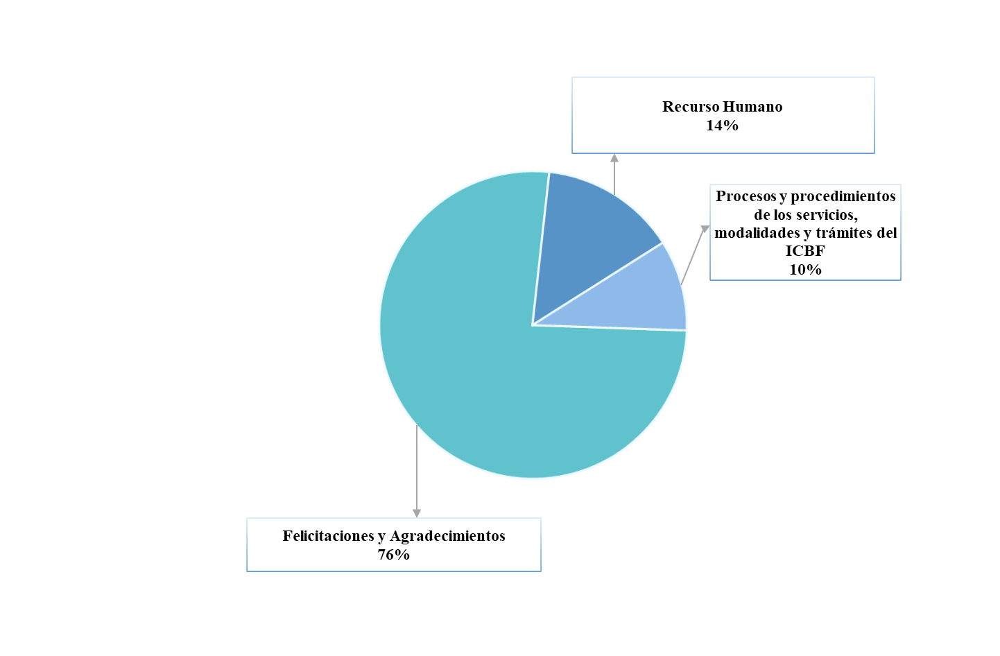 Recurso Humano
14%
Procesos y procedimientos
de los servicios,
modalidades y trámites del
ICBF
10%
Felicitaciones y Agradecimientos
76%